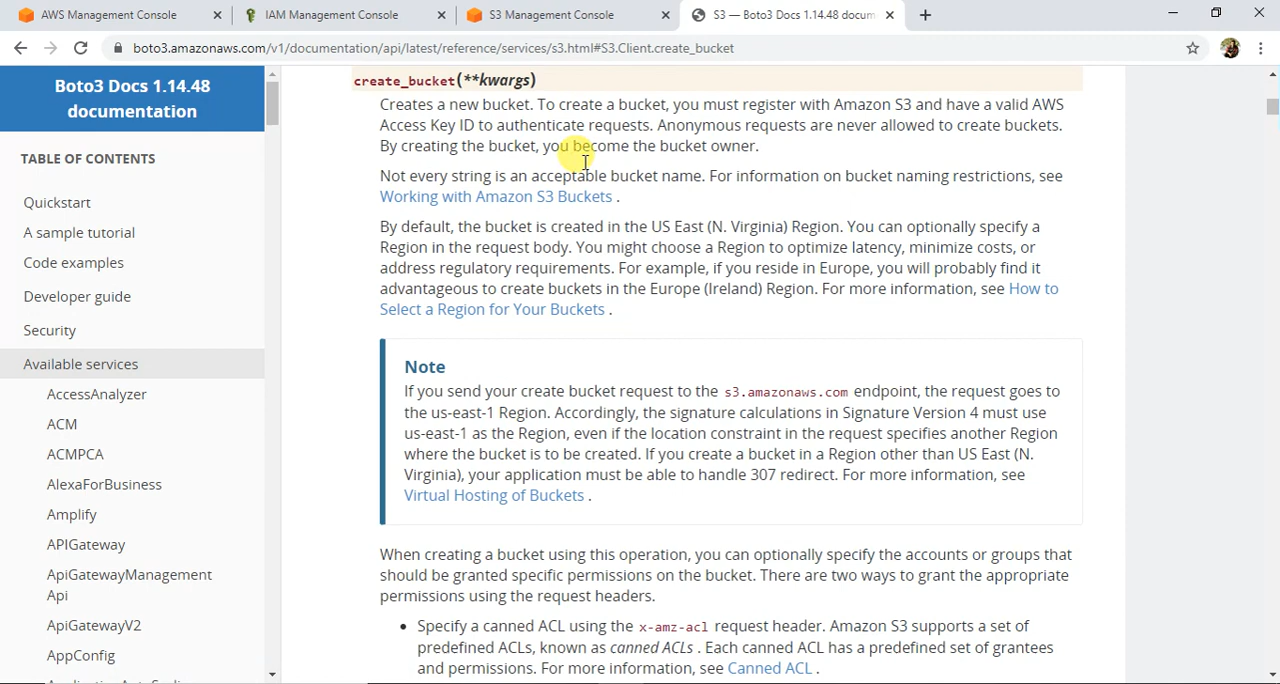 AWS Management Console
IAM Management Console
S3 Management Console
S3 — Boto3 Docs 1.14.48 docum
boto3.amazonaws.com/v1/documentation/api/latest/reference/services/s3.html#S3.Client.create_bucket
Boto3 Docs 1.14.48
documentation
TABLE OF CONTENTS
Quickstart
A sample tutorial
Code examples
Developer guide
Security
Available services
AccessAnalyzer
ACM
ACMPCA
AlexaForBusiness
Amplify
APIGateway
ApiGatewayManagement
Api
ApiGatewayV2
AppConfig
create_bucket(**kwargs)
Creates a new bucket. To create a bucket, you must register with Amazon S3 and have a valid AWS
Access Key ID to authenticate requests. Anonymous requests are never allowed to create buckets.
By creating the bucket, you become the bucket owner.
Not every string is an acceptable bucket name. For information on bucket naming restrictions, see
Working with Amazon S3 Buckets .
By default, the bucket is created in the US East (N. Virginia) Region. You can optionally specify a
Region in the request body. You might choose a Region to optimize latency, minimize costs, or
address regulatory requirements. For example, if you reside in Europe, you will probably find it
advantageous to create buckets in the Europe (Ireland) Region. For more information, see How to
Select a Region for Your Buckets .
Note
If you send your create bucket request to the s3.amazonaws.com endpoint, the request goes to
the us-east-1 Region. Accordingly, the signature calculations in Signature Version 4 must use
us-east-1 as the Region, even if the location constraint in the request specifies another Region
where the bucket is to be created. If you create a bucket in a Region other than US East (N.
Virginia), your application must be able to handle 307 redirect. For more information, see
Virtual Hosting of Buckets .
When creating a bucket using this operation, you can optionally specify the accounts or groups that
should be granted specific permissions on the bucket. There are two ways to grant the appropriate
permissions using the request headers.
• Specify a canned ACL using the x-amz-acl request header. Amazon S3 supports a set of
predefined ACLs, known as canned ACLs . Each canned ACL has a predefined set of grantees
and permissions. For more information, see Canned ACL .